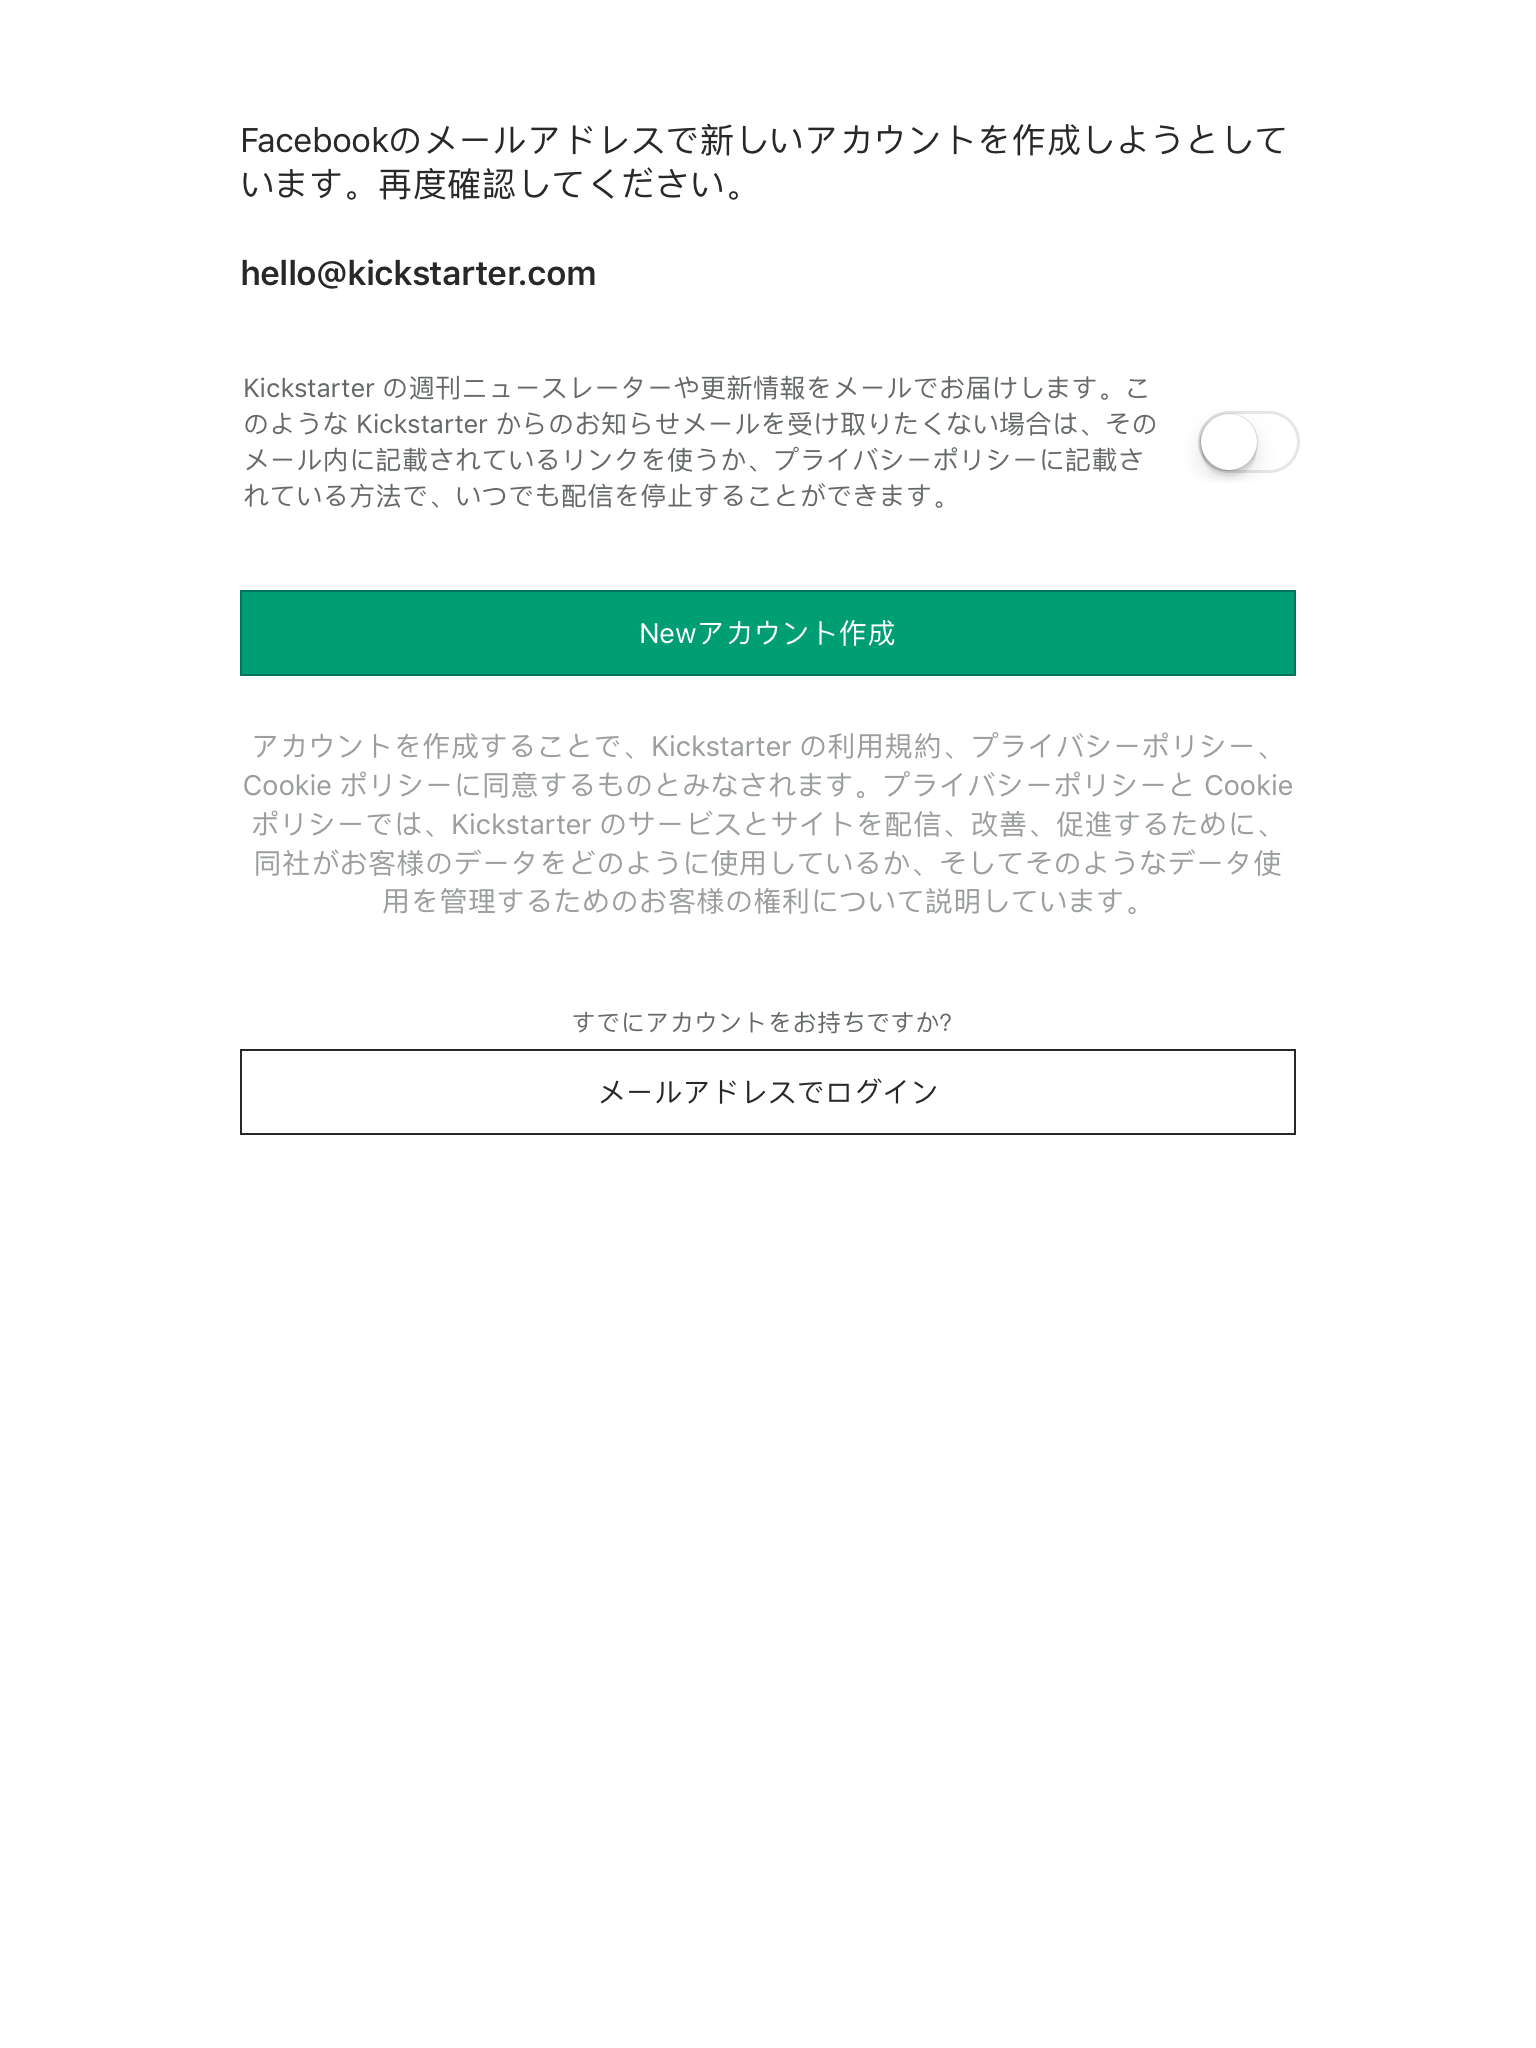 Facebookのメールアドレスで新しいアカウントを作成しようとして
います。再度確認してください。
hello@kickstarter.com
Kickstarter の週刊ニュースレーターや更新情報をメールでお届けします。こ
のような Kickstarter からのお知らせメールを受け取りたくない場合は、その
メール内に記載されているリンクを使うか、プライバシーポリシーに記載さ
れている方法で、いつでも配信を停止することができます。
Newアカウント作成
アカウントを作成することで、Kickstarter の利用規約、プライバシーポリシー、
Cookie ポリシーに同意するものとみなされます。プライバシーポリシーと Cookie
ポリシーでは、Kickstarter のサービスとサイトを配信、改善、促進するために、
同社がお客様のデータをどのように使用しているか、そしてそのようなデータ使
用を管理するためのお客様の権利について説明しています。
すでにアカウントをお持ちですか?
メールアドレスでログイン